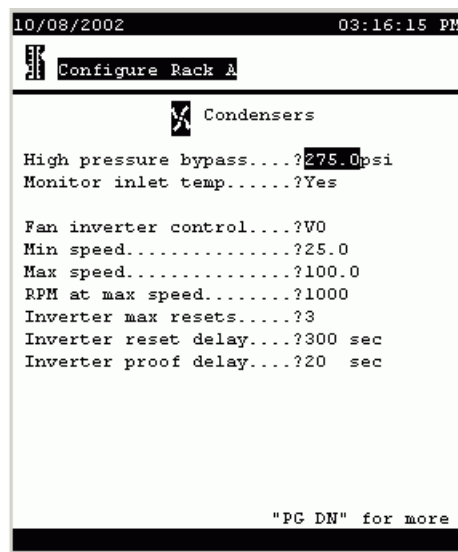 10/08/2002 03:16:15 PM
Configure Rack A
Condensers
High pressure bypass....?275.0psi
Monitor inlet temp......?Yes
Fan inverter control....?VO
Min speed...............?25.0
Max speed...............?100.0
RPM at max speed........?1000
Inverter max resets.....?3
Inverter reset delay....?300 sec
Inverter proof delay....?20 sec
"PG DN" for more